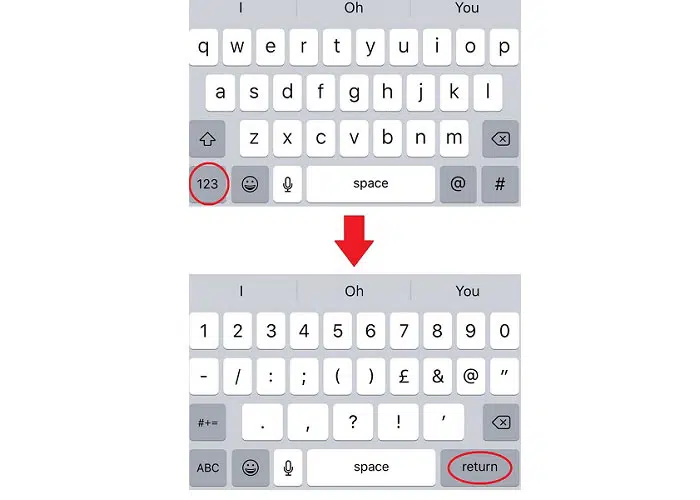 I Oh You
q w e r t y u i o p
a s d f g h j k l
z x c v b n m
123 space @ #
I Oh You
1 2 3 4 5 6 7 8 9 0
- / : ; ( ) £ & @ ”
#+= . , ? ! ’
ABC space return